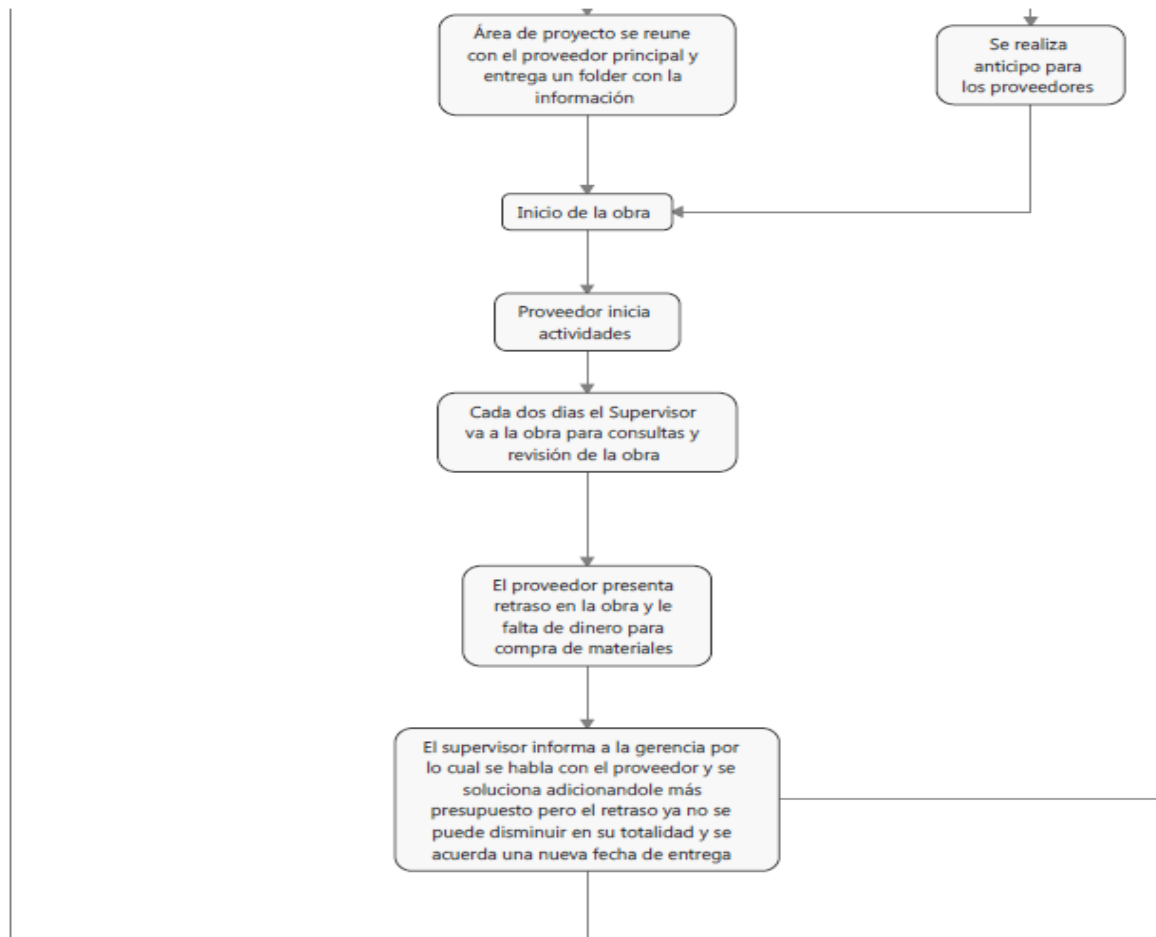 Área de proyecto se reune
con el proveedor principal y
entrega un folder con la
información
Se realiza
anticipo para
los proveedores
Inicio de la obra
Proveedor inicia
actividades
Cada dos dias el Supervisor
va a la obra para consultas y
revisión de la obra
El proveedor presenta
retraso en la obra y le
falta de dinero para
compra de materiales
El supervisor informa a la gerencia por
lo cual se habla con el proveedor y se
soluciona adicionandole más
presupuesto pero el retraso ya no se
puede disminuir en su totalidad y se
acuerda una nueva fecha de entrega